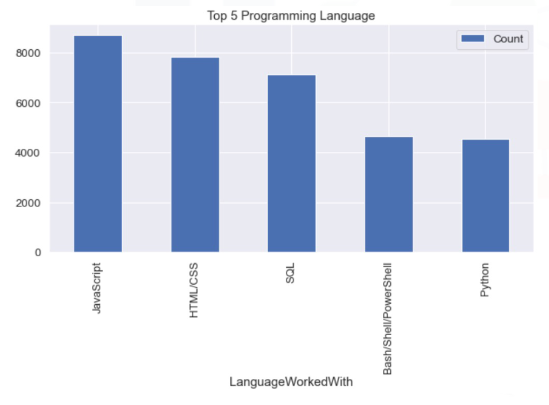 Top 5 Programming Language
Count
8000
6000
4000
2000
0
JavaScript
HTML/CSS
SQL
Bash/Shell/PowerShell
Python
LanguageWorkedWith